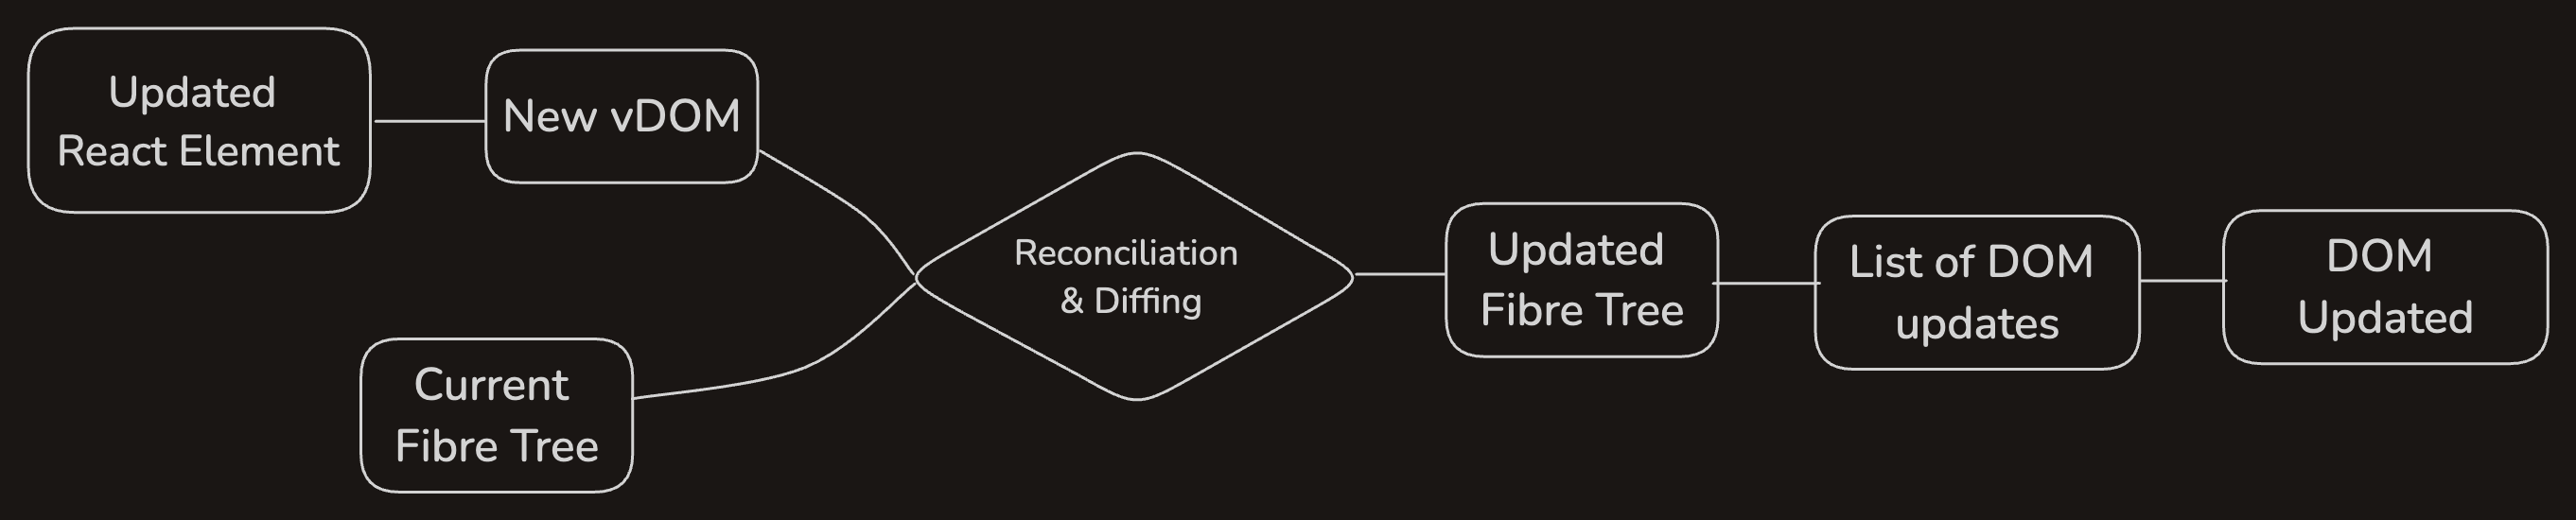 Updated
React Element
New vDOM
Current
Fibre Tree
Reconciliation
& Diffing
Updated
Fibre Tree
List of DOM
updates
DOM
Updated